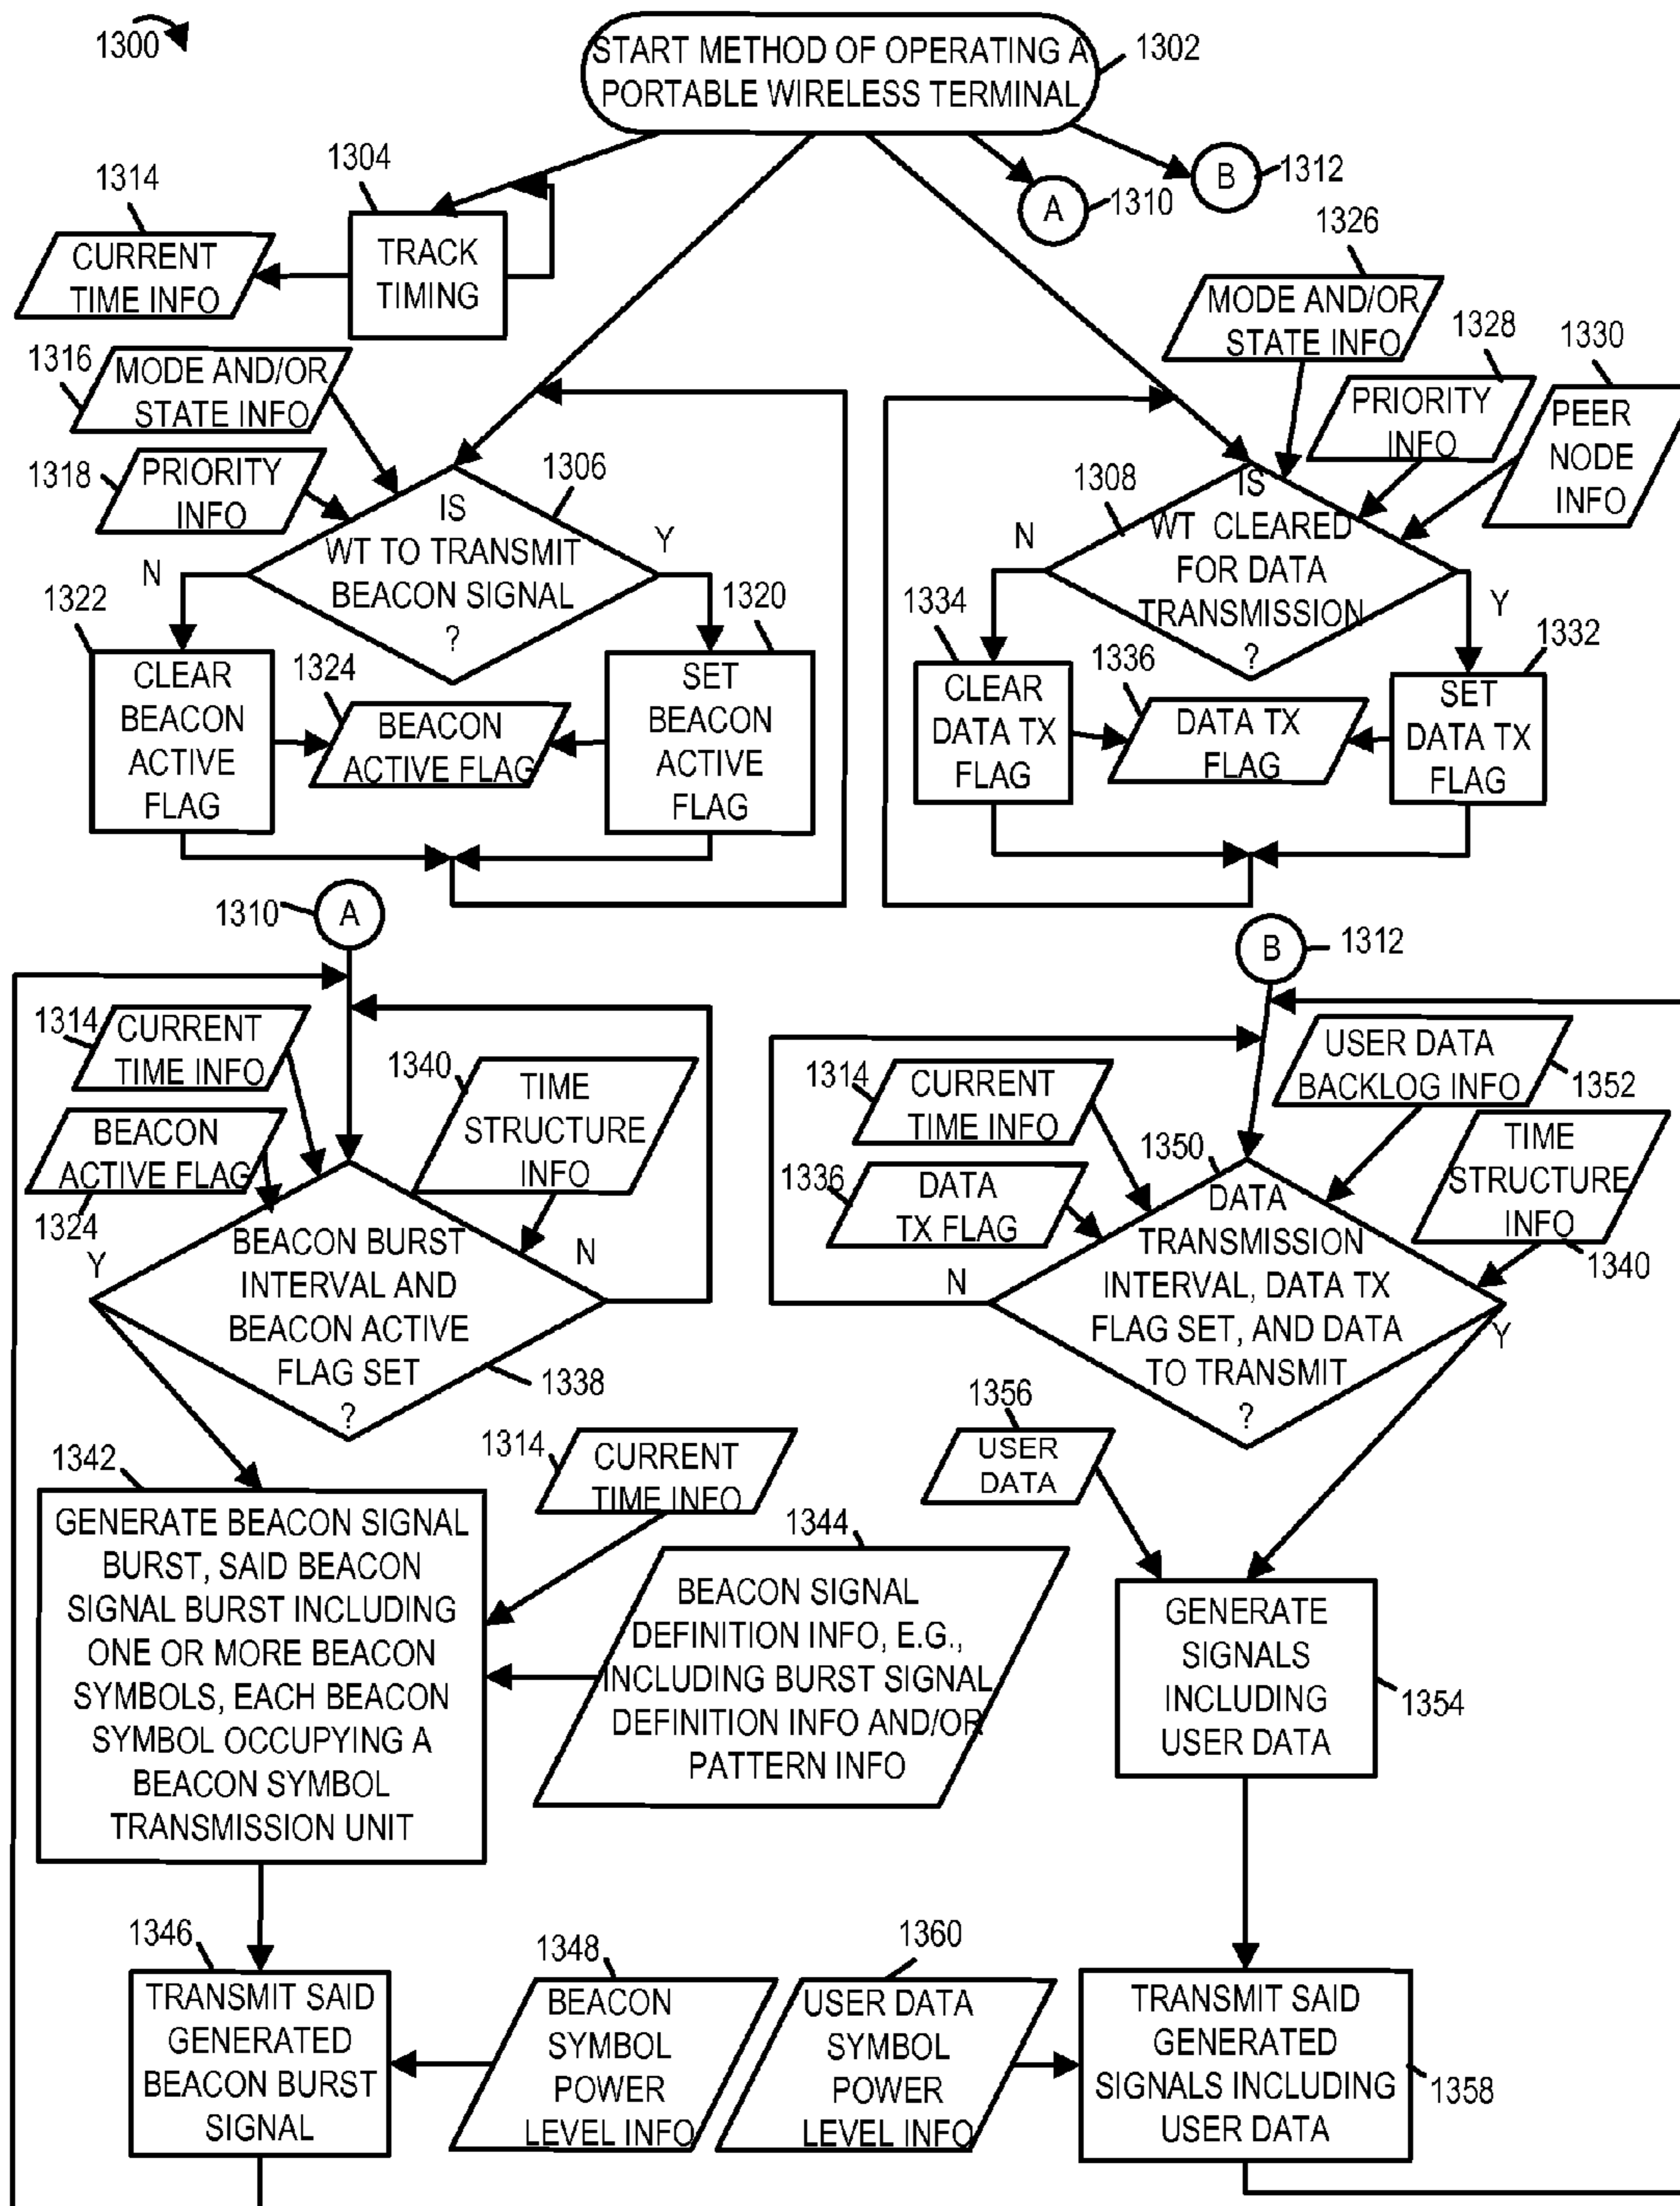 1300
START METHOD OF OPERATING A
PORTABLE WIRELESS TERMINAL
1302
1304
1314
CURRENT
TIME INFO
TRACK
TIMING
A
1310
B
1312
1326
MODE AND/OR
STATE INFO
1328
PRIORITY
INFO
1330
PEER
NODE
INFO
1316
MODE AND/OR
STATE INFO
1318
PRIORITY
INFO
1306
IS
WT TO TRANSMIT
BEACON SIGNAL
?
N
Y
1308
IS
WT CLEARED
FOR DATA
TRANSMISSION
?
N
Y
1322
CLEAR
BEACON
ACTIVE
FLAG
1324
BEACON
ACTIVE FLAG
1320
SET
BEACON
ACTIVE
FLAG
1334
CLEAR
DATA TX
FLAG
1336
DATA TX
FLAG
1332
SET
DATA TX
FLAG
1310
A
B
1312
1314
CURRENT
TIME INFO
BEACON
ACTIVE FLAG
1324
1340
TIME
STRUCTURE
INFO
Y
BEACON BURST
INTERVAL AND
BEACON ACTIVE
FLAG SET
?
N
1338
1314
CURRENT
TIME INFO
1336
DATA
TX FLAG
1350
USER DATA
BACKLOG INFO
1352
TIME
STRUCTURE
INFO
1340
N
DATA
TRANSMISSION
INTERVAL, DATA TX
FLAG SET, AND DATA
TO TRANSMIT
?
Y
1342
GENERATE BEACON SIGNAL
BURST, SAID BEACON
SIGNAL BURST INCLUDING
ONE OR MORE BEACON
SYMBOLS, EACH BEACON
SYMBOL OCCUPYING A
BEACON SYMBOL
TRANSMISSION UNIT
1314
CURRENT
TIME INFO
1344
BEACON SIGNAL
DEFINITION INFO, E.G.,
INCLUDING BURST SIGNAL
DEFINITION INFO AND/OR
PATTERN INFO
1356
USER
DATA
GENERATE
SIGNALS
INCLUDING
USER DATA
1354
1346
TRANSMIT SAID
GENERATED
BEACON BURST
SIGNAL
1348
BEACON
SYMBOL
POWER
LEVEL INFO
1360
USER DATA
SYMBOL
POWER
LEVEL INFO
TRANSMIT SAID
GENERATED
SIGNALS INCLUDING
USER DATA
1358